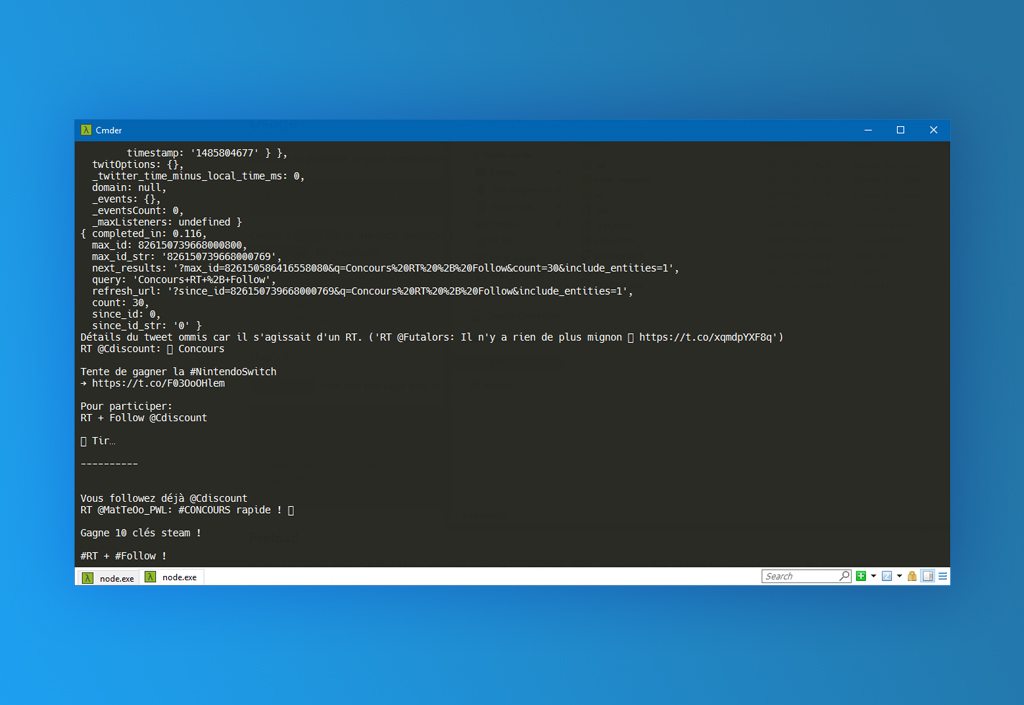 Cmder
timestamp: '1485804677' } },
twitOptions: {},
_twitter_time_minus_local_time_ms: 0,
domain: null,
_events: {},
_eventsCount: 0,
_maxListeners: undefined }
{ completed_in: 0.116,
max_id: 826150739668000800,
max_id_str: '826150739668000769',
next_results: '?max_id=826150586416558080&q=Concours%20RT%20%2B%20Follow&count=30&include_entities=1',
query: 'Concours+RT+%2B+Follow',
refresh_url: '?since_id=826150739668000769&q=Concours%20RT%20%2B%20Follow&include_entities=1',
count: 30,
since_id: 0,
since_id_str: '0' }
Détails du tweet ommis car il s'agissait d'un RT. ('RT @Futalors: Il n'y a rien de plus mignon ▯ https://t.co/xqmdpYXF8q')
RT @Cdiscount: ▯ Concours
Tente de gagner la #NintendoSwitch
→ https://t.co/F03OoOHlem
Pour participer:
RT + Follow @Cdiscount
▯ Tir…
----------
Vous followez déjà @Cdiscount
RT @MatTeOo_PWL: #CONCOURS rapide ! ▯
Gagne 10 clés steam !
#RT + #Follow !
node.exe
node.exe
Search